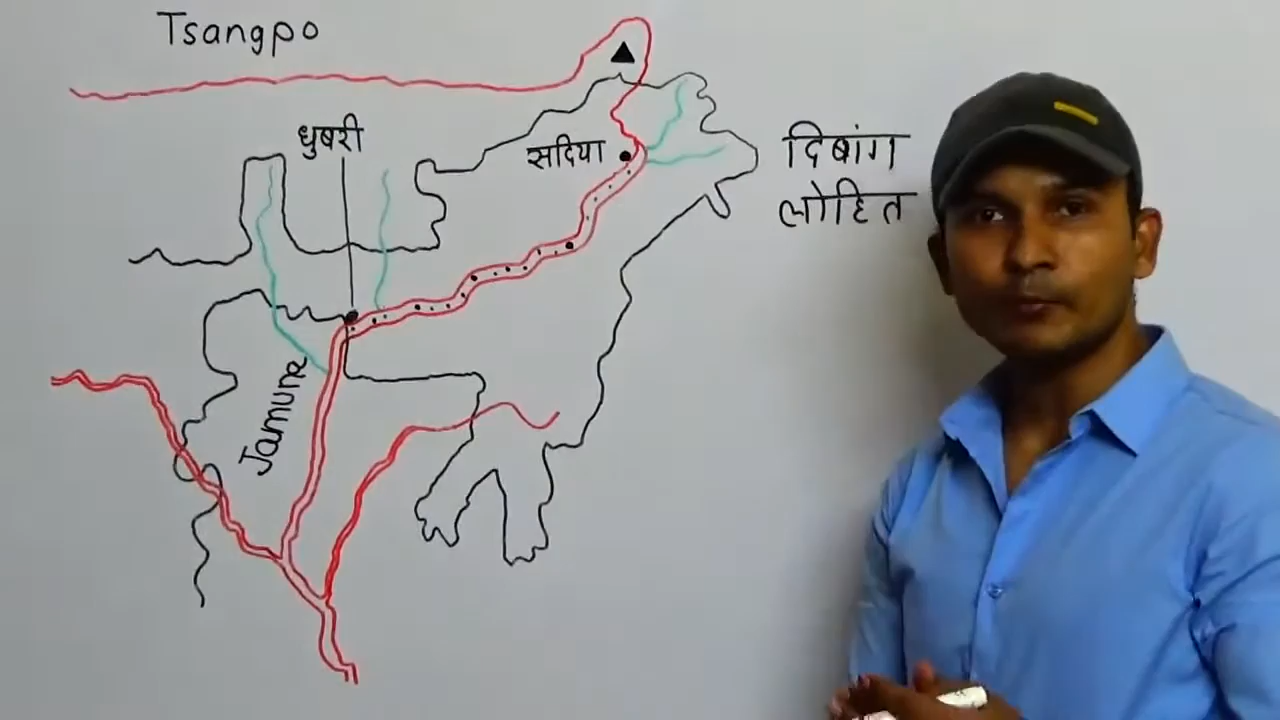 Tsangpo
धुबरी
सदिया
दिबांग
लोहित
Jamuna